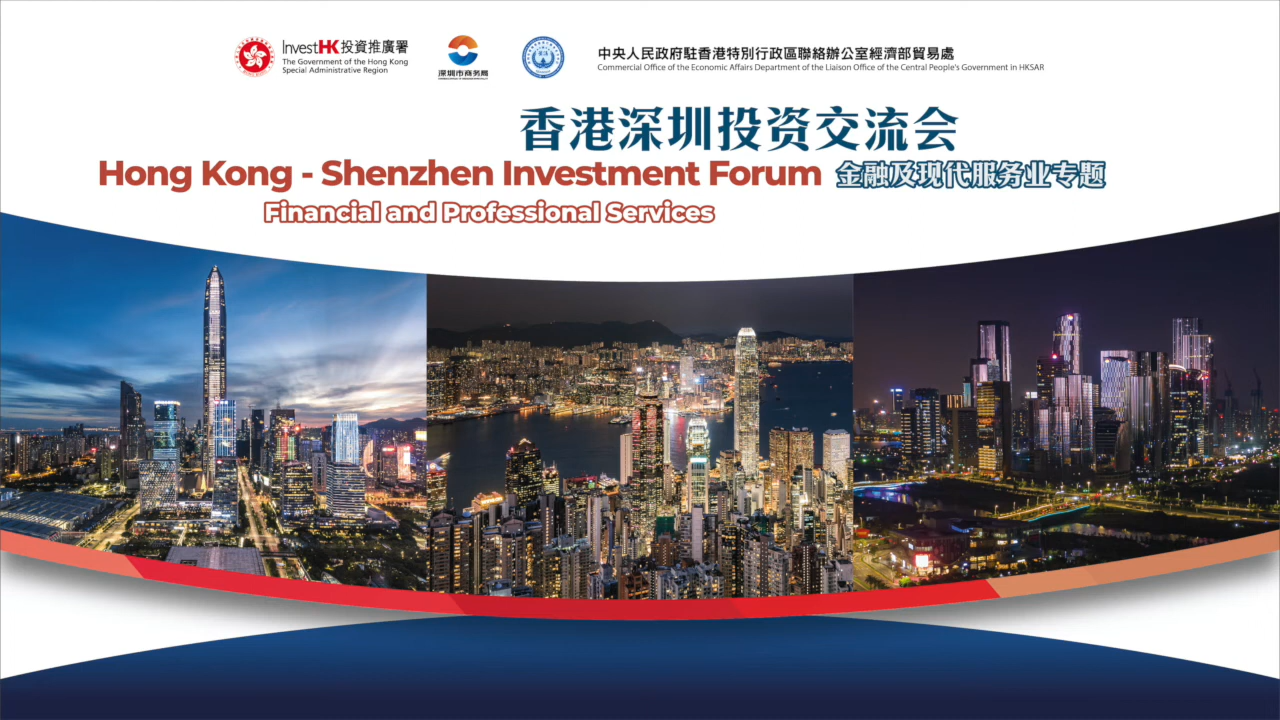 InvestHK投資推廣署
The Government of the Hong Kong
Special Administrative Region
深圳市商务局
中央人民政府駐香港特別行政區聯絡辦公室經濟部貿易處
Commercial Office of the Economic Affairs Department of the Liaison Office of the Central People's Government in HKSAR
香港深圳投资交流会
Hong Kong - Shenzhen Investment Forum 金融及现代服务业专题
Financial and Professional Services